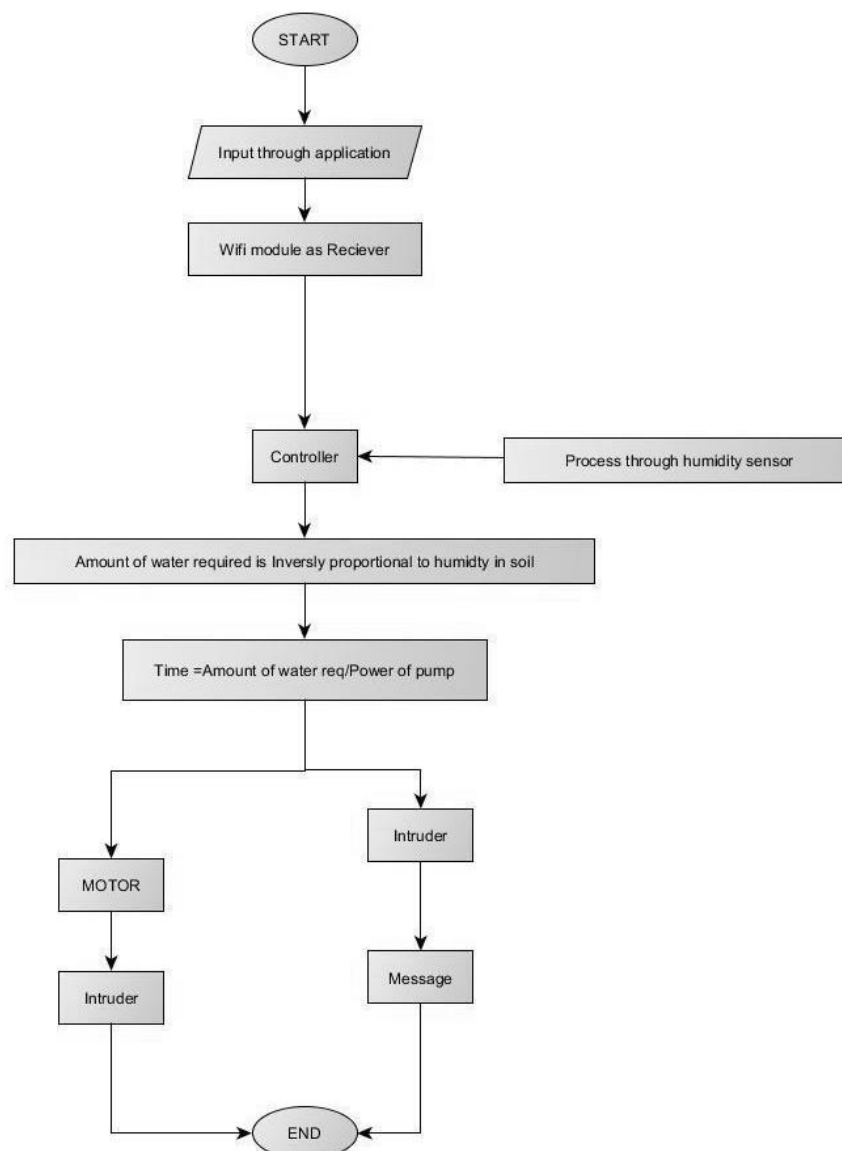 START
Input through application
Wifi module as Reciever
Controller
Process through humidity sensor
Amount of water required is Inversly proportional to humidty in soil
Time =Amount of water req/Power of pump
Intruder
MOTOR
Message
Intruder
END